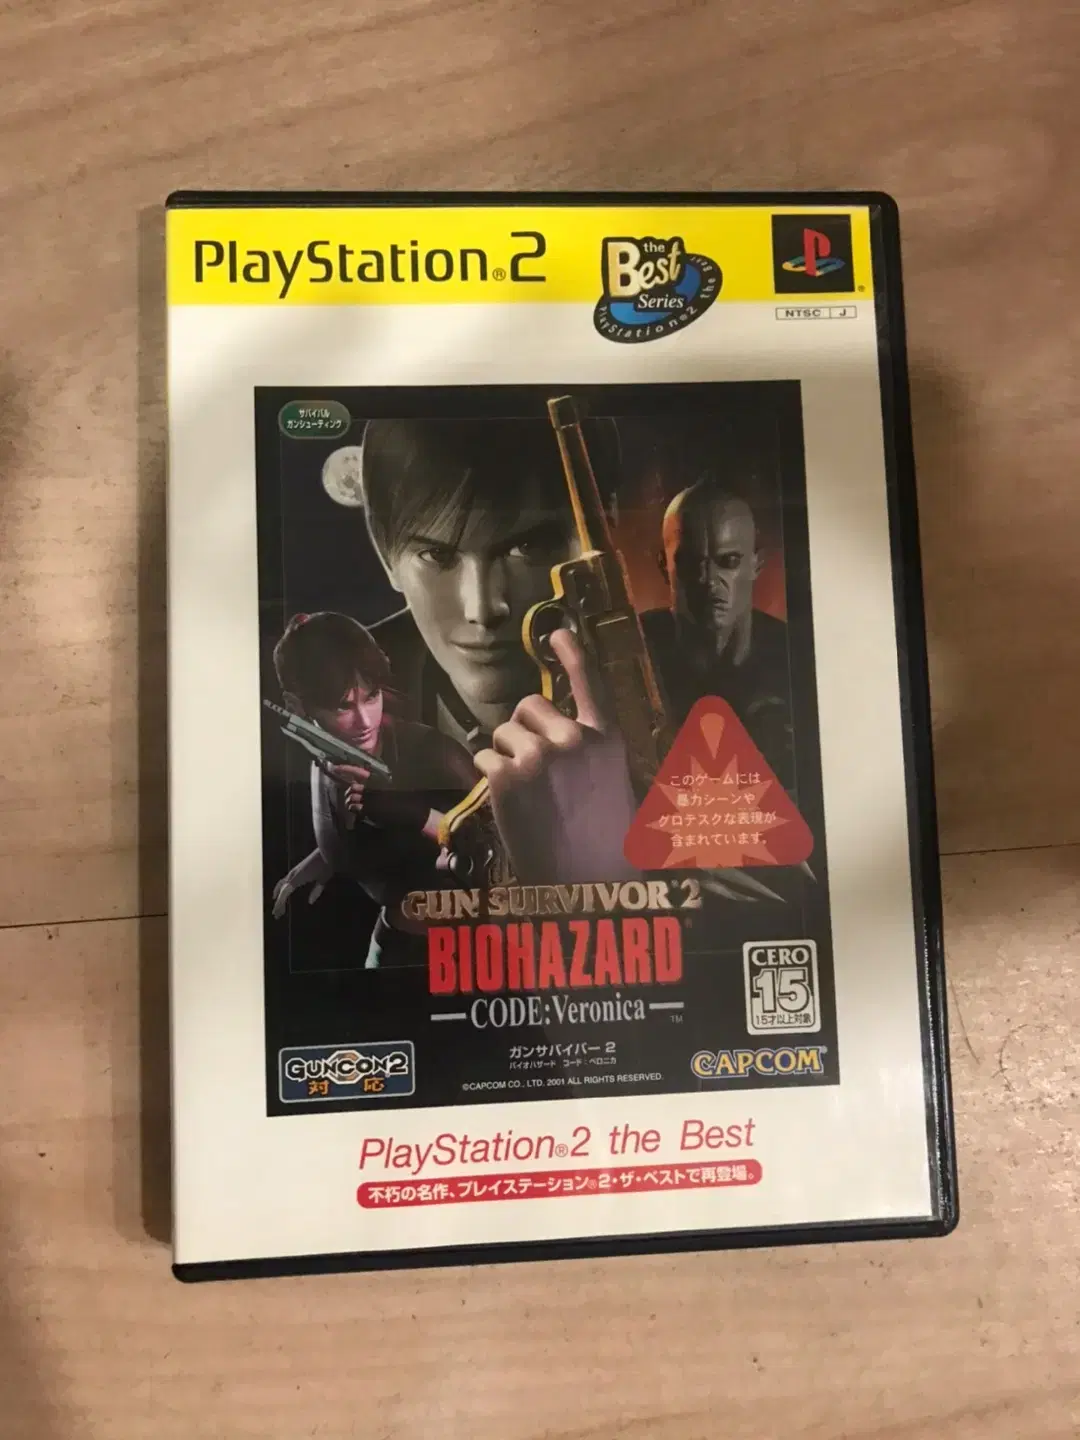 PlayStation®2
the Best Series
PlayStation®2 the Best
®
NTSC J
サバイバル
ガンシューティング
このゲームには
暴力シーンや
グロテスクな表現が
含まれています。
GUN SURVIVOR 2
BIOHAZARD®
CODE:Veronica
TM
CERO
15
15才以上対象
GUNCON2
対応
ガンサバイバー 2
バイオハザード コード:ベロニカ
©CAPCOM CO., LTD. 2001 ALL RIGHTS RESERVED.
CAPCOM®
PlayStation®2 the Best
不朽の名作、プレイステーション®2・ザ・ベストで再登場。